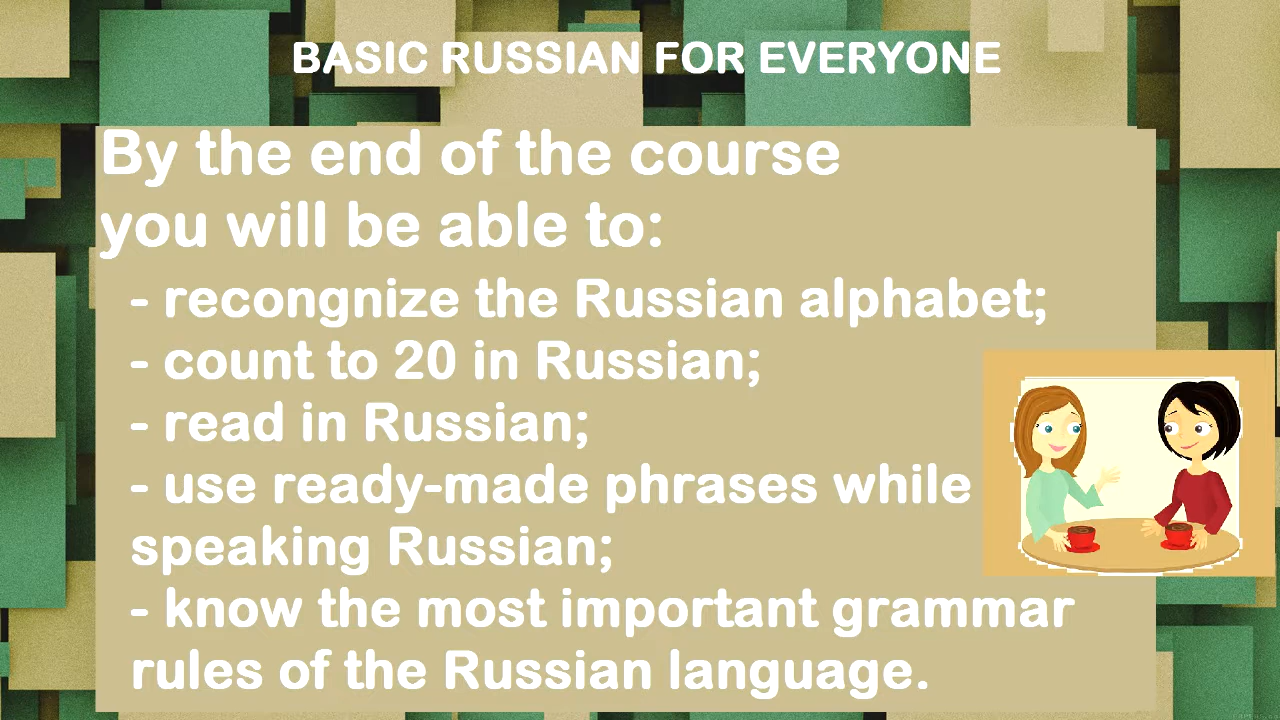 BASIC RUSSIAN FOR EVERYONE
By the end of the course
you will be able to:
- recongnize the Russian alphabet;
- count to 20 in Russian;
- read in Russian;
- use ready-made phrases while
speaking Russian;
- know the most important grammar
rules of the Russian language.